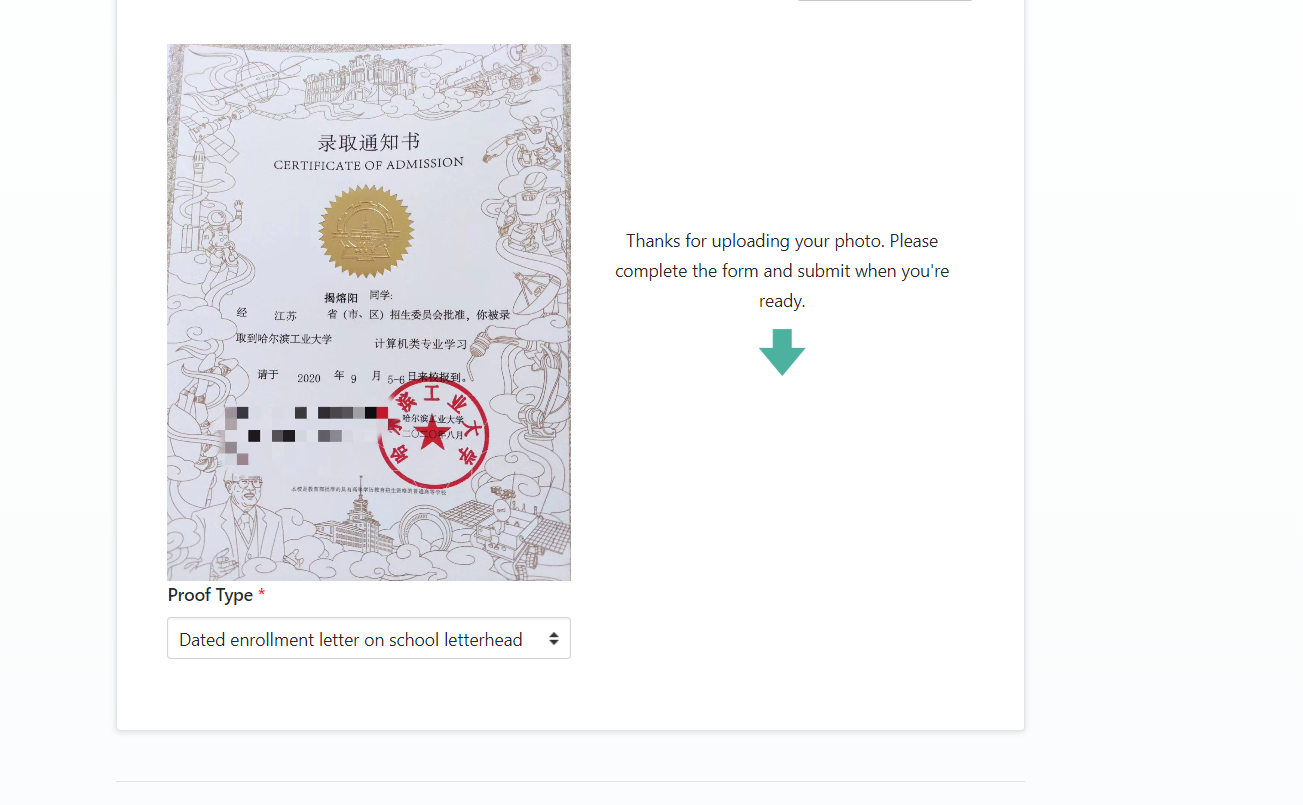 录取通知书
CERTIFICATE OF ADMISSION
揭熔阳 同学:
经 江苏 省(市、区)招生委员会批准,你被录
取到哈尔滨工业大学 计算机类专业学习
请于 2020 年 9 月 5-6 日来校报到。
哈尔滨工业大学
哈尔滨工业大学
二〇二〇年八月
Thanks for uploading your photo. Please
complete the form and submit when you're
ready.
Proof Type *
Dated enrollment letter on school letterhead